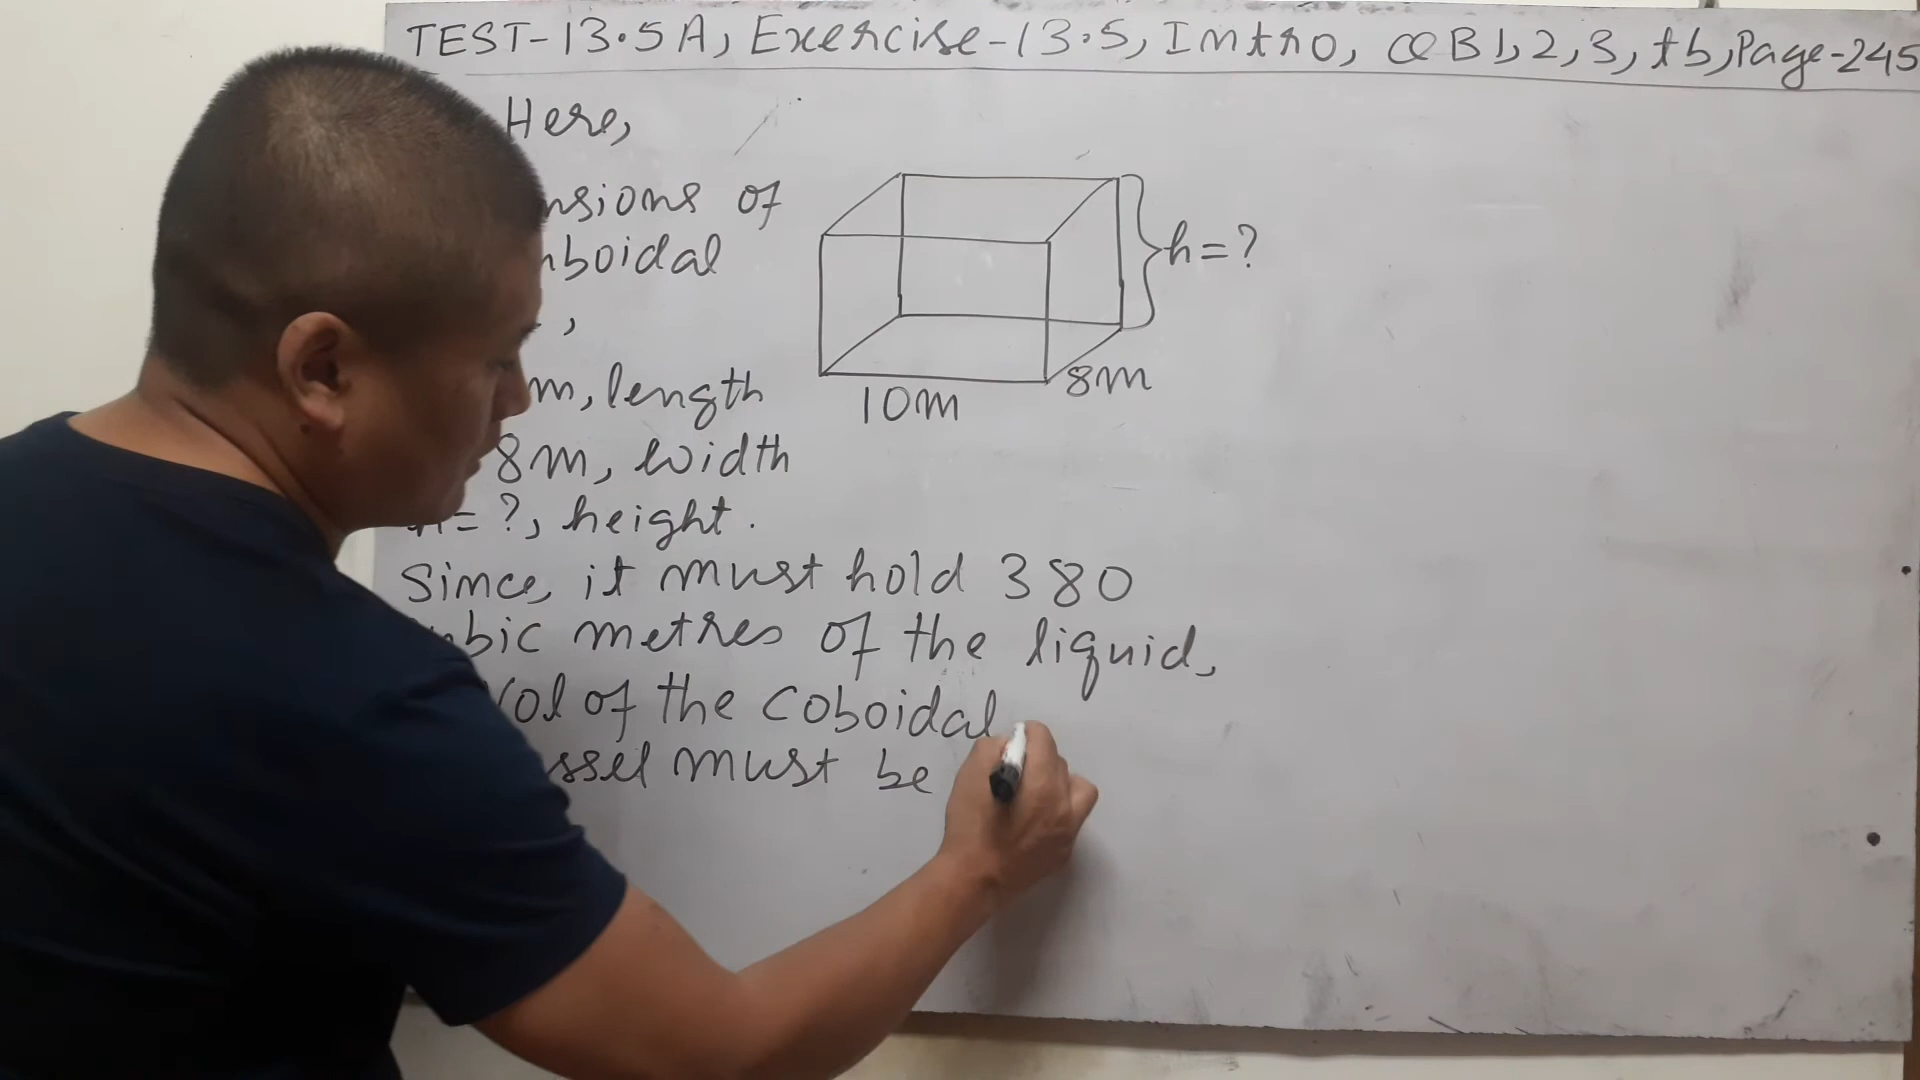 TEST-13.5A, Exercise-13.5, Intro, QB1,2,3, tb, Page-245
Here,
nsions of
boidal
,
m, length
h=?
10m
8m
8m, width
h=?, height.
Since, it must hold 380
bic metres of the liquid,
Vol of the coboidal
ssel must be